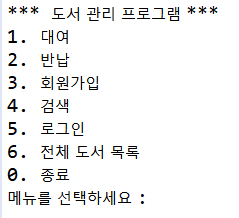 *** 도서 관리 프로그램 ***
1. 대여
2. 반납
3. 회원가입
4. 검색
5. 로그인
6. 전체 도서 목록
0. 종료
메뉴를 선택하세요 :